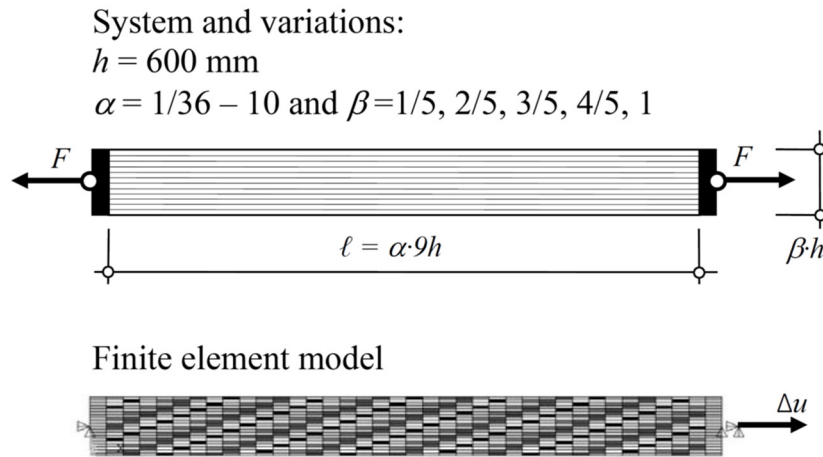 System and variations:
h = 600 mm
α = 1/36 – 10 and β=1/5, 2/5, 3/5, 4/5, 1
F
F
ℓ = α·9h
β·h
Finite element model
Δu